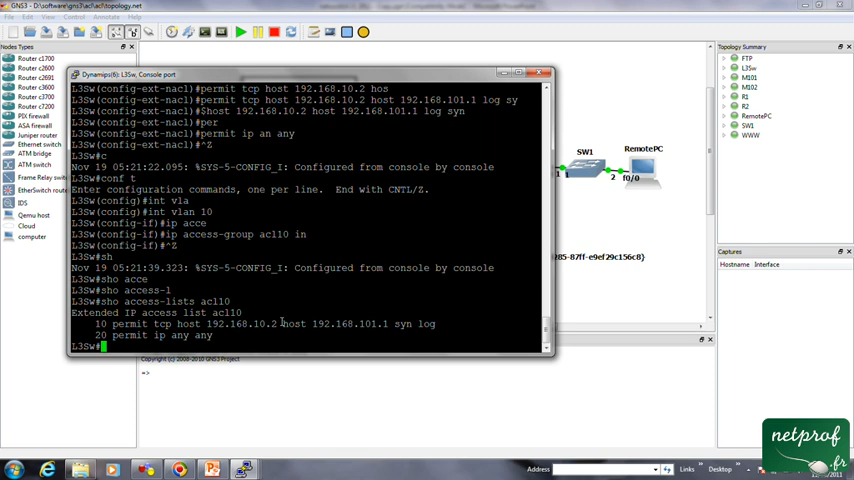 GNS3 - D:\software\gns3\acl\acl\topology.net
File Edit View Control Annotate Tools Help
Nodes Types
Router c1700
Router c2600
Router c2691
Router c3600
Router c3700
Router c7200
PIX firewall
ASA firewall
Juniper router
Ethernet switch
ATM bridge
ATM switch
Frame Relay switch
EtherSwitch router
IDS
Qemu host
Cloud
computer
Dynamips(6): L3Sw, Console port
L3Sw(config-ext-nacl)#permit tcp host 192.168.10.2 hos
L3Sw(config-ext-nacl)#permit tcp host 192.168.10.2 host 192.168.101.1 log sy
L3Sw(config-ext-nacl)#$host 192.168.10.2 host 192.168.101.1 log syn
L3Sw(config-ext-nacl)#per
L3Sw(config-ext-nacl)#permit ip an any
L3Sw(config-ext-nacl)#^Z
L3Sw#c
Nov 19 05:21:22.095: %SYS-5-CONFIG_I: Configured from console by console
L3Sw#conf t
Enter configuration commands, one per line. End with CNTL/Z.
L3Sw(config)#int vla
L3Sw(config)#int vlan 10
L3Sw(config-if)#ip acce
L3Sw(config-if)#ip access-group acl10 in
L3Sw(config-if)#^Z
L3Sw#sh
Nov 19 05:21:39.323: %SYS-5-CONFIG_I: Configured from console by console
L3Sw#sho acce
L3Sw#sho access-l
L3Sw#sho access-lists acl10
Extended IP access list acl10
10 permit tcp host 192.168.10.2 host 192.168.101.1 syn log
20 permit ip any any
L3Sw#
SW1
RemotePC
1 1
2
f0/0
285-87ff-e9ef29c156c8}
Copyright (c) 2008-2010 GNS3 Project
=>
Topology Summary
FTP
L3Sw
M101
M102
R1
R2
RemotePC
SW1
WWW
Captures
Hostname Interface
Address
Links
Desktop
netprof
.fr